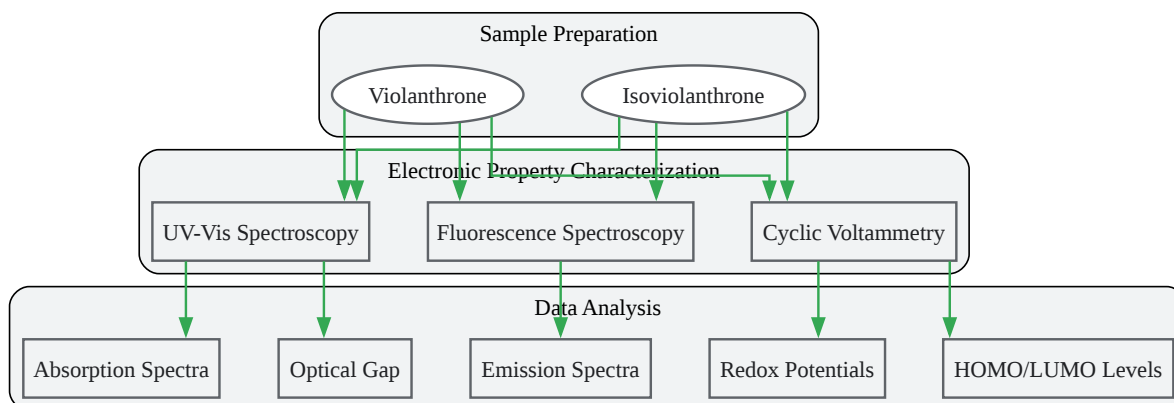 Sample Preparation
Violanthrone
Isoviolanthrone
Electronic Property Characterization
UV-Vis Spectroscopy
Fluorescence Spectroscopy
Cyclic Voltammetry
Data Analysis
Absorption Spectra
Optical Gap
Emission Spectra
Redox Potentials
HOMO/LUMO Levels